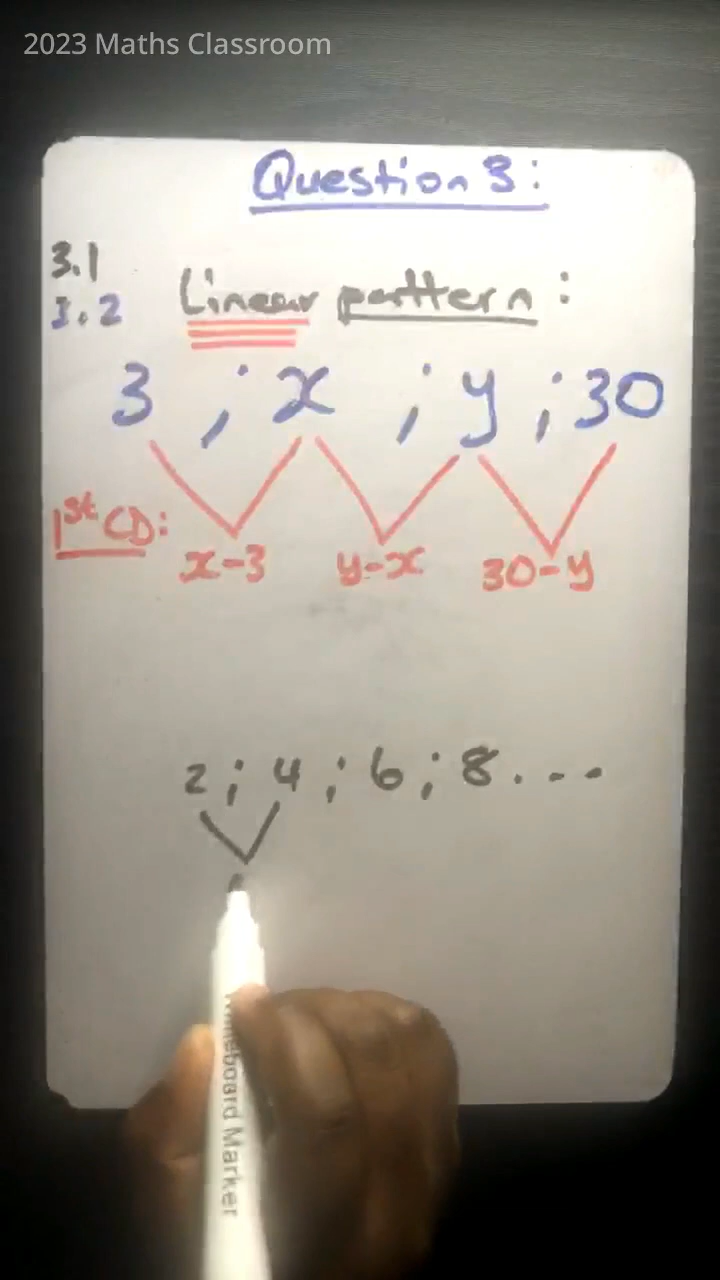 2023 Maths Classroom
Question 3:
3.1
3.2
Linear pattern:
3 ; x ; y ; 30
1st CD:
x-3 y-x 30-y
2; 4; 6; 8...
Whiteboard Marker